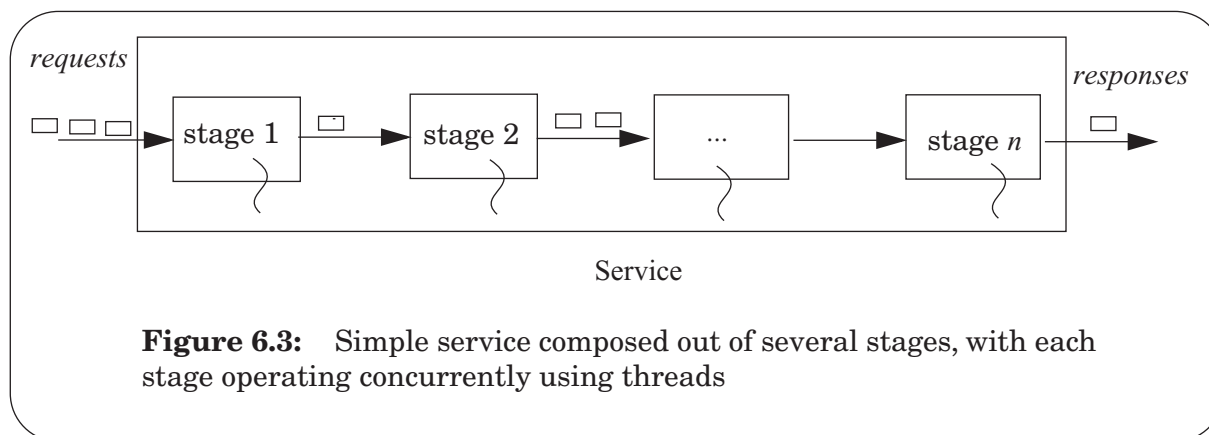 requests
responses
stage 1
stage 2
...
stage n
Service
Figure 6.3: Simple service composed out of several stages, with each
stage operating concurrently using threads